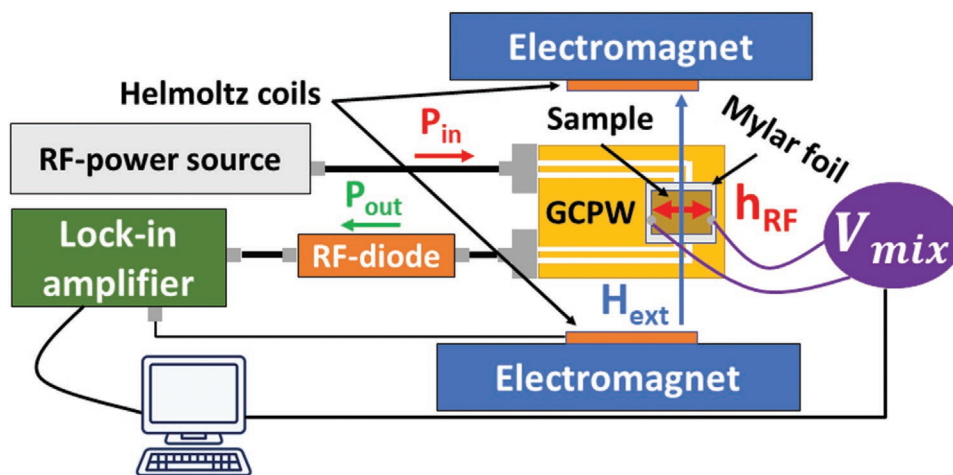 Electromagnet
Helmoltz coils
RF-power source
P_in
Sample
Mylar foil
GCPW
h_RF
P_out
Lock-in
amplifier
RF-diode
V_mix
H_ext
Electromagnet